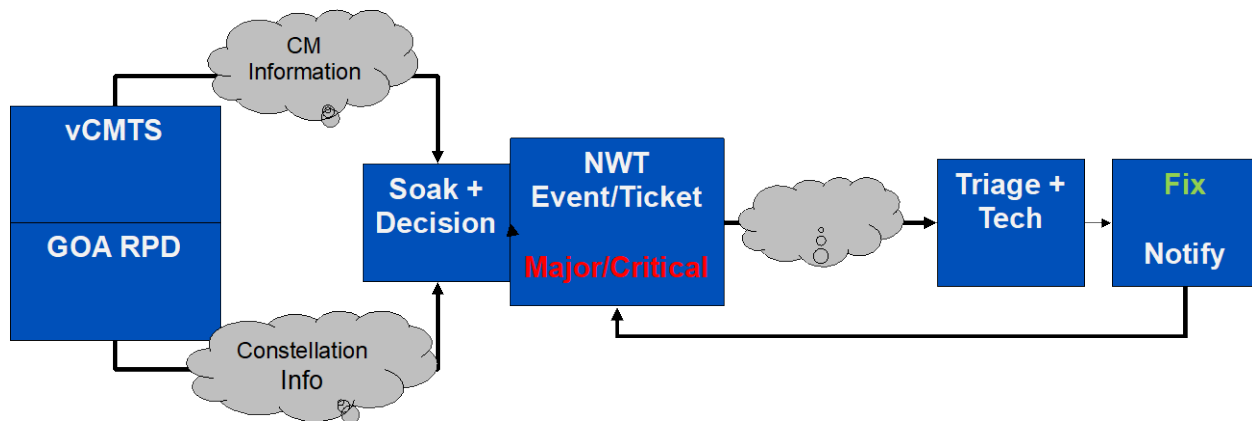 CM
Information
vCMTS
GOA RPD
Constellation
Info
Soak +
Decision
NWT
Event/Ticket
Major/Critical
Triage +
Tech
Fix
Notify